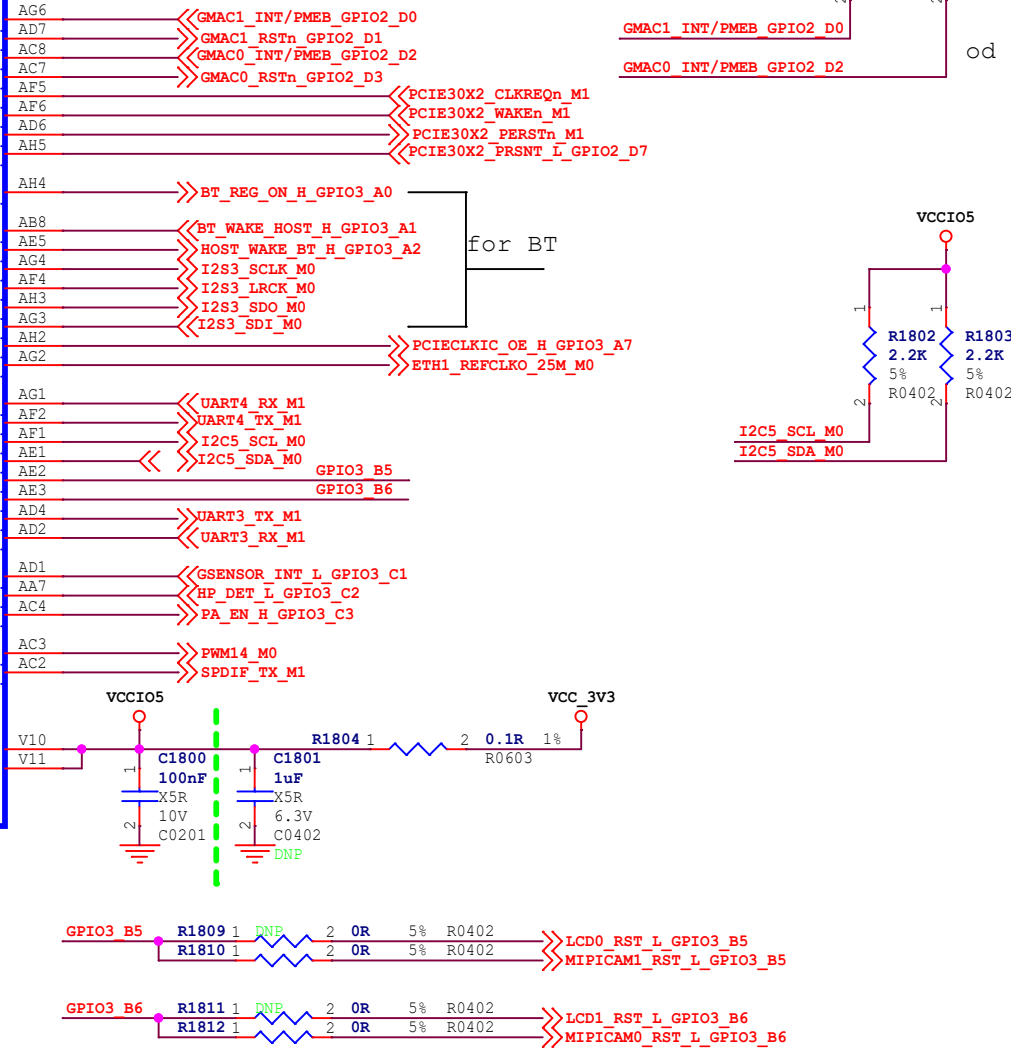 AG6 GMAC1_INT/PMEB_GPIO2_D0
AD7 GMAC1_RSTn_GPIO2_D1
AC8 GMAC0_INT/PMEB_GPIO2_D2
AC7 GMAC0_RSTn_GPIO2_D3
AF5 PCIE30X2_CLKREQn_M1
AF6 PCIE30X2_WAKEn_M1
AD6 PCIE30X2_PERSTn_M1
AH5 PCIE30X2_PRSNT_L_GPIO2_D7
AH4 BT_REG_ON_H_GPIO3_A0
AB8 BT_WAKE_HOST_H_GPIO3_A1
AE5 HOST_WAKE_BT_H_GPIO3_A2
AG4 I2S3_SCLK_M0
AF4 I2S3_LRCK_M0
AH3 I2S3_SDO_M0
AG3 I2S3_SDI_M0
for BT
AH2 PCIECLKIC_OE_H_GPIO3_A7
AG2 ETH1_REFCLKO_25M_M0
AG1 UART4_RX_M1
AF2 UART4_TX_M1
AF1 I2C5_SCL_M0
AE1 I2C5_SDA_M0
AE2 GPIO3_B5
AE3 GPIO3_B6
AD4 UART3_TX_M1
AD2 UART3_RX_M1
AD1 GSENSOR_INT_L_GPIO3_C1
AA7 HP_DET_L_GPIO3_C2
AC4 PA_EN_H_GPIO3_C3
AC3 PWM14_M0
AC2 SPDIF_TX_M1
2 2
GMAC1_INT/PMEB_GPIO2_D0
GMAC0_INT/PMEB_GPIO2_D2
od
VCCIO5
1 1
R1802 R1803
2.2K 2.2K
5% 5%
R0402 R0402
2 2
I2C5_SCL_M0
I2C5_SDA_M0
VCCIO5 VCC_3V3
V10 R1804 1 2 0.1R 1%
V11 R0603
1 C1800 1 C1801
100nF 1uF
X5R X5R
10V 6.3V
2 C0201 2 C0402
DNP
GPIO3_B5 R1809 1 DNP 2 0R 5% R0402 LCD0_RST_L_GPIO3_B5
R1810 1 2 0R 5% R0402 MIPICAM1_RST_L_GPIO3_B5
GPIO3_B6 R1811 1 DNP 2 0R 5% R0402 LCD1_RST_L_GPIO3_B6
R1812 1 2 0R 5% R0402 MIPICAM0_RST_L_GPIO3_B6